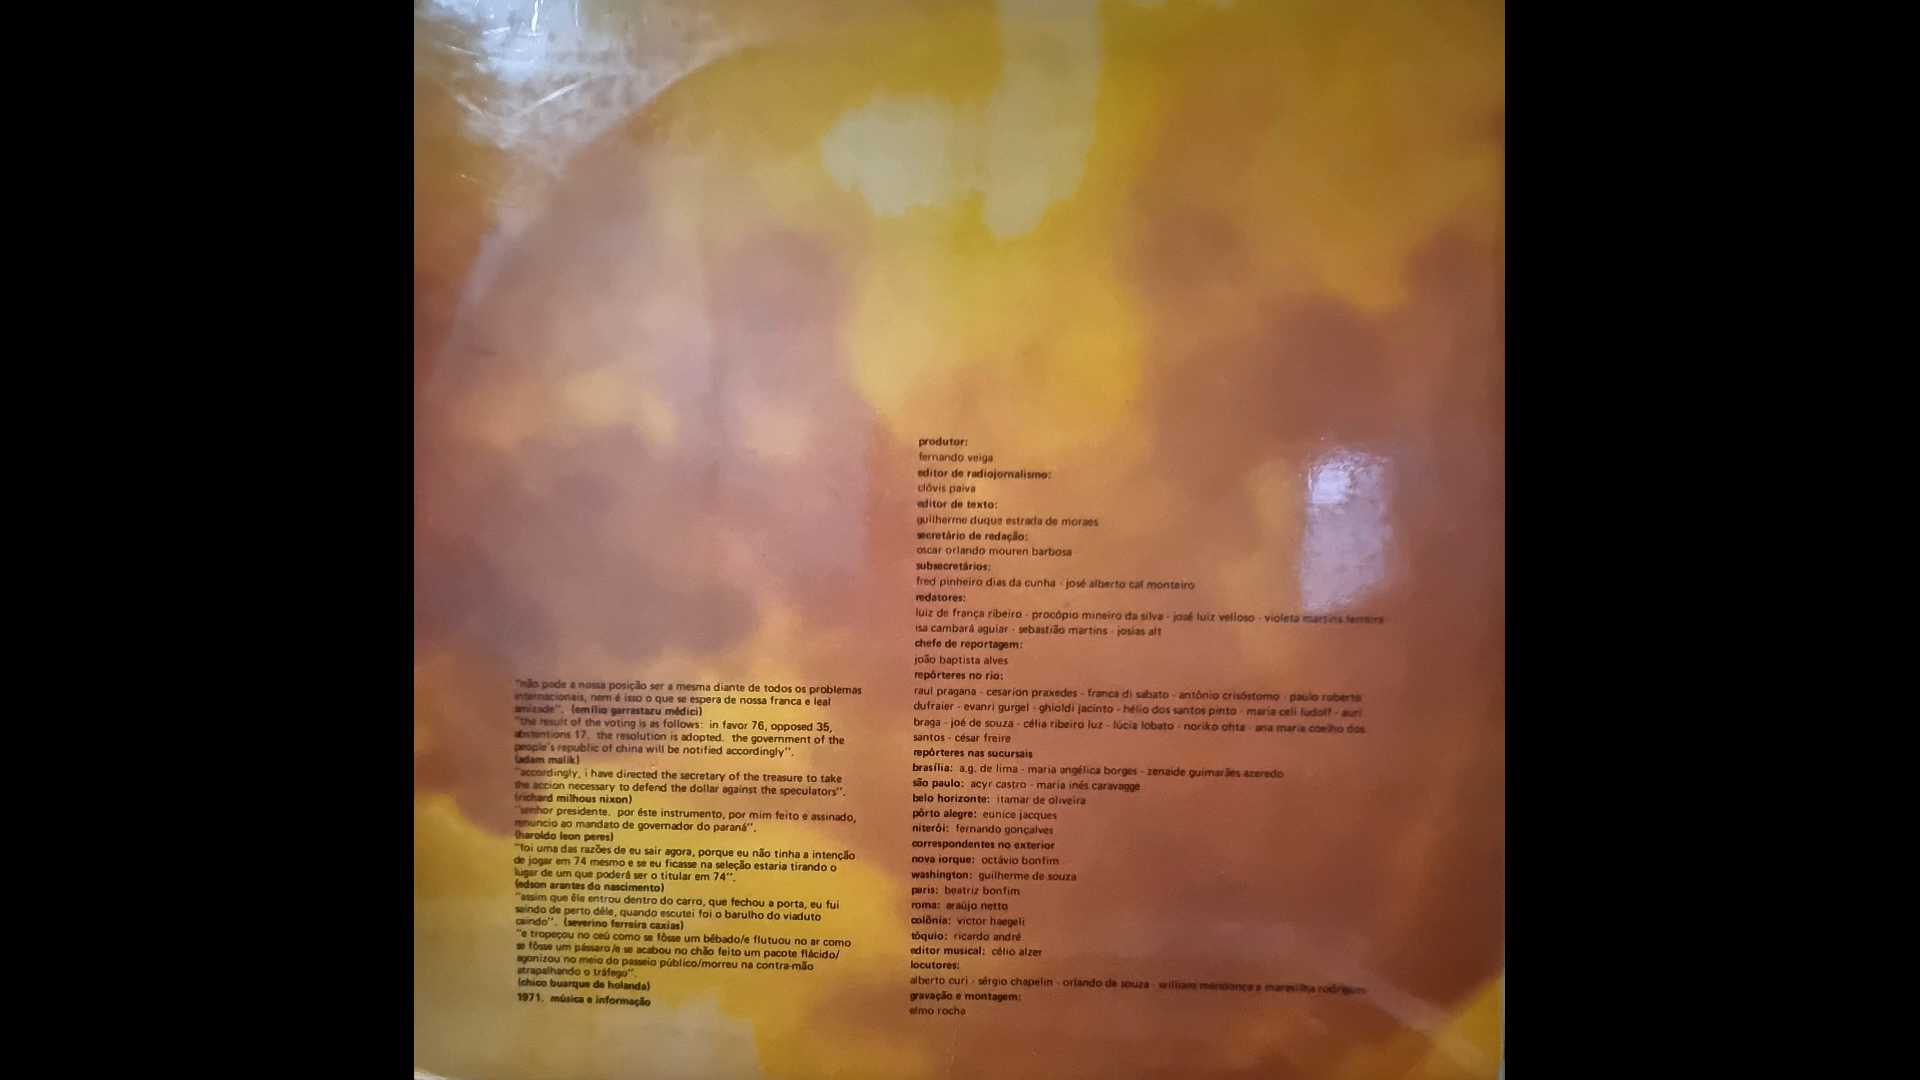 "não pode a nossa posição ser a mesma diante de todos os problemas
internacionais, nem é isso o que se espera de nossa franca e leal
amizade". (emílio garrastazu médici)
"the result of the voting is as follows: in favor 76, opposed 35,
abstentions 17. the resolution is adopted. the government of the
people's republic of china will be notified accordingly".
(adam malik)
"accordingly, i have directed the secretary of the treasure to take
the accion necessary to defend the dollar against the speculators".
(richard milhous nixon)
"senhor presidente. por éste instrumento, por mim feito e assinado,
renuncio ao mandato de governador do paraná".
(haroldo leon peres)
"foi uma das razões de eu sair agora, porque eu não tinha a intenção
de jogar em 74 mesmo e se eu ficasse na seleção estaria tirando o
lugar de um que poderá ser o titular em 74".
(edson arantes do nascimento)
"assim que êle entrou dentro do carro, que fechou a porta, eu fui
saindo de perto dêle, quando escutei foi o barulho do viaduto
caindo". (severino ferreira caxias)
"e tropeçou no ceú como se fôsse um bêbado/e flutuou no ar como
se fôsse um pássaro/e se acabou no chão feito um pacote flácido/
agonizou no meio do passeio público/morreu na contra-mão
atrapalhando o tráfego".
(chico buarque de holanda)
1971. música e informação
produtor:
fernando veiga
editor de radiojornalismo:
clóvis paiva
editor de texto:
guilherme duque estrada de moraes
secretário de redação:
oscar orlando mouren barbosa
subsecretários:
fred pinheiro dias da cunha - josé alberto cal monteiro
redatores:
luiz de frança ribeiro - procópio mineiro da silva - josé luiz velloso - violeta martins ferreira
isa cambará aguiar - sebastião martins - josias alt
chefe de reportagem:
joão baptista alves
repórteres no rio:
raul pragana - cesarion praxedes - franca di sabato - antônio crisóstomo - paulo roberto
dufraier - evanri gurgel - ghioldi jacinto - hélio dos santos pinto - maria celi ludolf - auri
braga - joé de souza - célia ribeiro luz - lúcia lobato - noriko ohta - ana maria coelho dos
santos - césar freire
repórteres nas sucursais
brasília: a.g. de lima - maria angélica borges - zenaide guimarães azeredo
são paulo: acyr castro - maria inés caravagge
belo horizonte: itamar de oliveira
pôrto alegre: eunice jacques
niterói: fernando gonçalves
correspondentes no exterior
nova iorque: octávio bonfim
washington: guilherme de souza
paris: beatriz bonfim
roma: araújo netto
colônia: victor haegeli
tóquio: ricardo andré
editor musical: célio alzer
locutores:
alberto curi - sérgio chapelin - orlando de souza - william mendonça e maravilha rodrigues
gravação e montagem:
elmo rocha